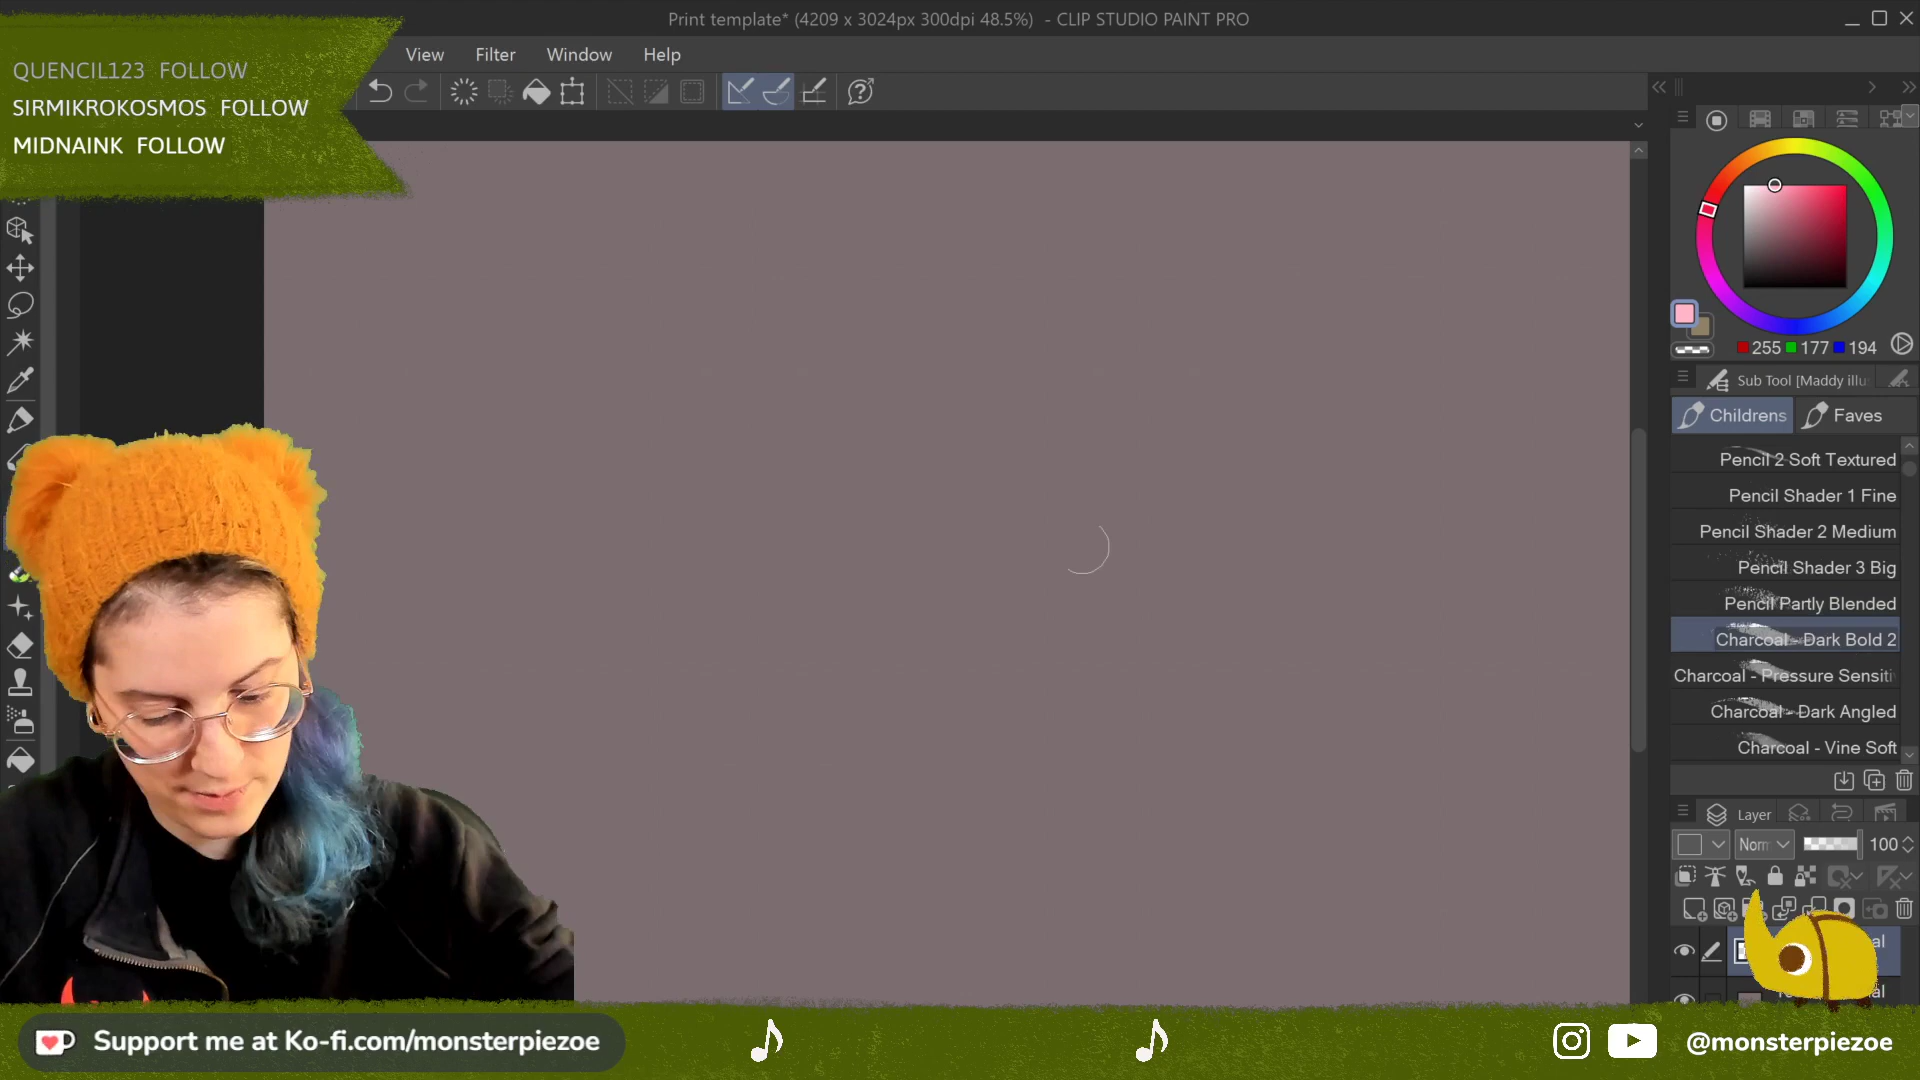 Print template* (4209 x 3024px 300dpi 48.5%) - CLIP STUDIO PAINT PRO
View Filter Window Help
QUENCIL123 FOLLOW
SIRMIKROKOSMOS FOLLOW
MIDNAINK FOLLOW
255 177 194
Sub Tool [Maddy illu
Childrens Faves
Pencil 2 Soft Textured
Pencil Shader 1 Fine
Pencil Shader 2 Medium
Pencil Shader 3 Big
Pencil Partly Blended
Charcoal - Dark Bold 2
Charcoal - Pressure Sensiti
Charcoal - Dark Angled
Charcoal - Vine Soft
Layer
Norm 100
al
al
Support me at Ko-fi.com/monsterpiezoe
@monsterpiezoe